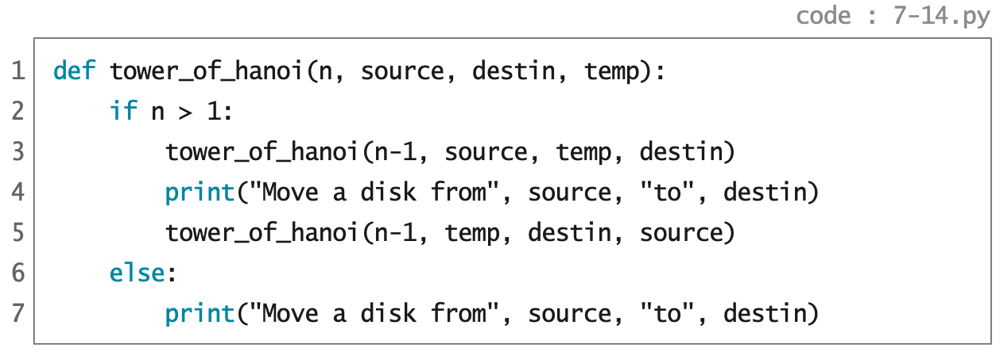 code : 7-14.py
1 def tower_of_hanoi(n, source, destin, temp):
2     if n > 1:
3         tower_of_hanoi(n-1, source, temp, destin)
4         print("Move a disk from", source, "to", destin)
5         tower_of_hanoi(n-1, temp, destin, source)
6     else:
7         print("Move a disk from", source, "to", destin)